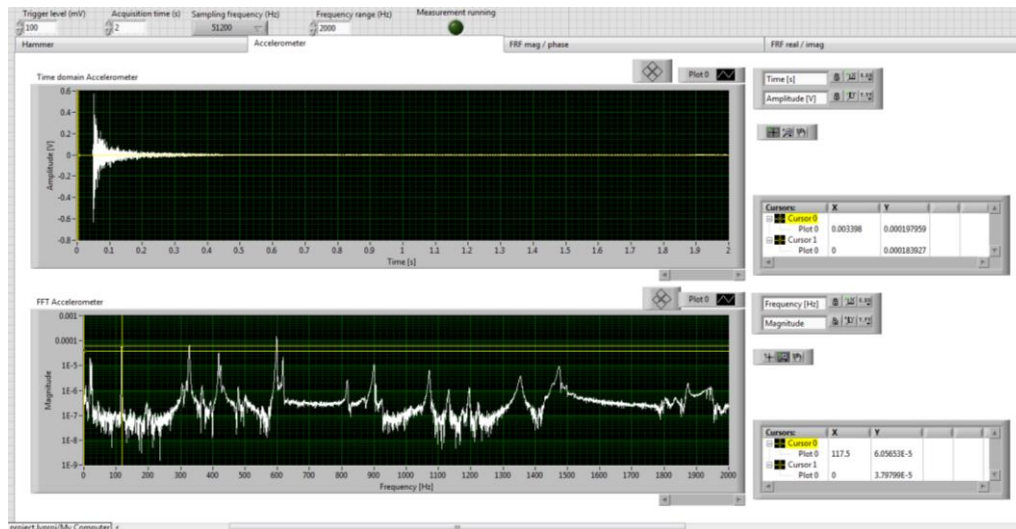 Trigger level (mV) Acquisition time (s) Sampling frequency (Hz) Frequency range (Hz) Measurement running
100 2 51200 2000
Hammer Accelerometer FRF mag / phase FRF real / imag
Time domain Accelerometer
Plot 0
Time [s]
Amplitude [V]
0.6
0.4
0.2
0
-0.2
-0.4
-0.6
-0.8
Amplitude [V]
0 0.1 0.2 0.3 0.4 0.5 0.6 0.7 0.8 0.9 1 1.1 1.2 1.3 1.4 1.5 1.6 1.7 1.8 1.9 2
Time [s]
Cursors: X Y
Cursor 0
Plot 0 0.003398 0.000197959
Cursor 1
Plot 0 0 0.000183927
FFT Accelerometer
Plot 0
Frequency [Hz]
Magnitude
0.001
0.0001
1E-5
1E-6
1E-7
1E-8
1E-9
Magnitude
0 100 200 300 400 500 600 700 800 900 1000 1100 1200 1300 1400 1500 1600 1700 1800 1900 2000
Frequency [Hz]
Cursors: X Y
Cursor 0
Plot 0 117.5 6.05653E-5
Cursor 1
Plot 0 0 3.79799E-5
project.lvproj/My Computer